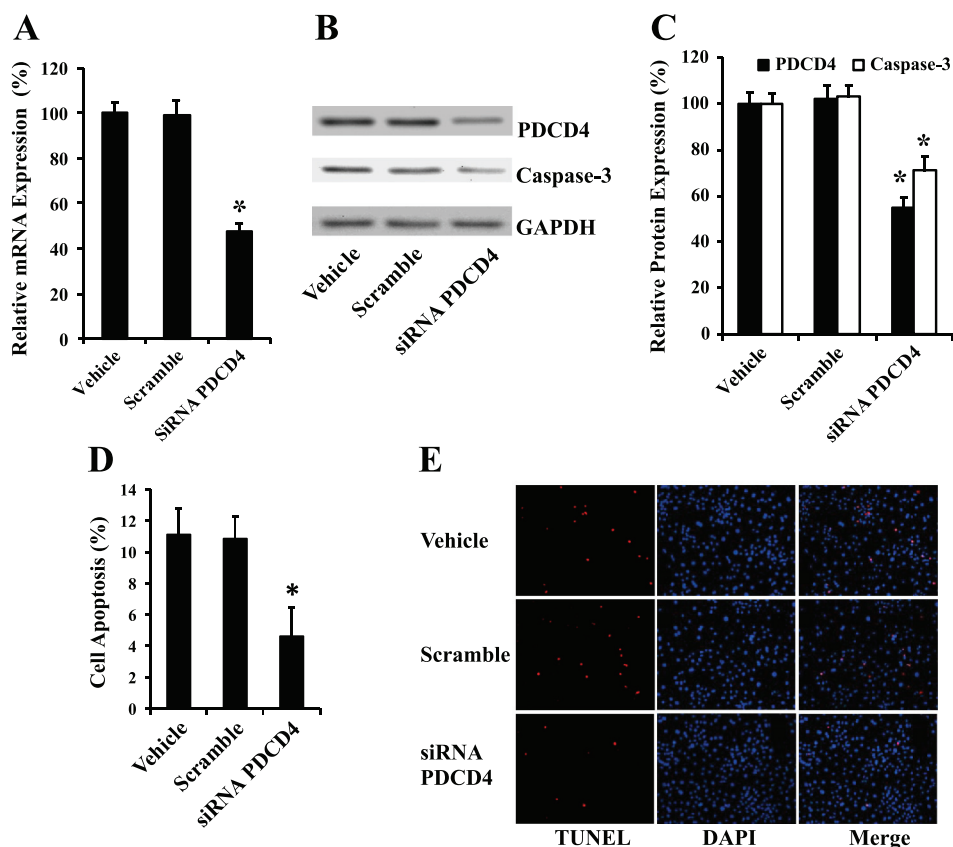 A
Relative mRNA Expression (%)
120
100
80
60
40
20
0
*
Vehicle
Scramble
SiRNA PDCD4
B
PDCD4
Caspase-3
GAPDH
Vehicle
Scramble
siRNA PDCD4
C
PDCD4 Caspase-3
Relative Protein Expression (%)
120
100
80
60
40
20
0
* *
Vehicle
Scramble
siRNA PDCD4
D
Cell Apoptosis (%)
14
12
10
8
6
4
2
0
*
Vehicle
Scramble
siRNA PDCD4
E
Vehicle
Scramble
siRNA
PDCD4
TUNEL DAPI Merge